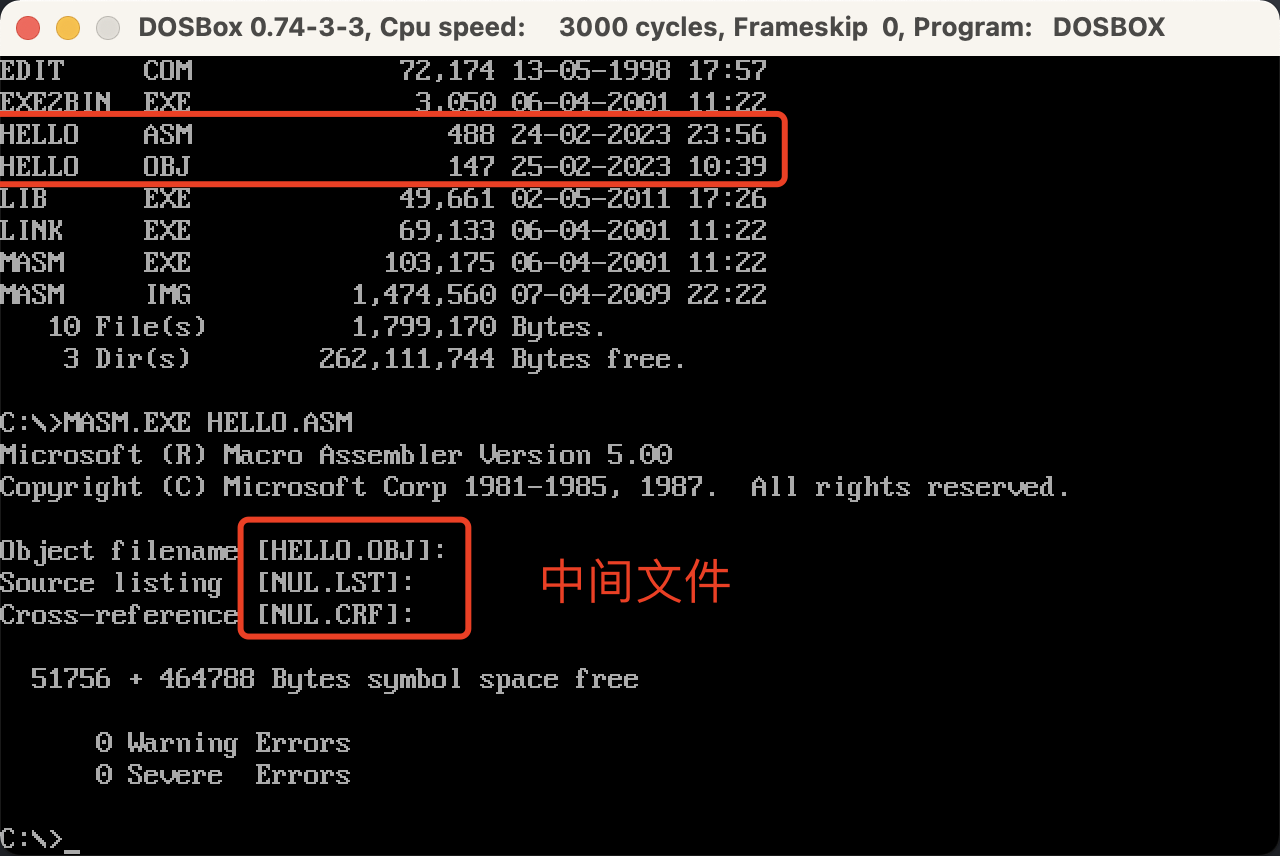 DOSBox 0.74-3-3, Cpu speed: 3000 cycles, Frameskip 0, Program: DOSBOX
EDIT COM 72,174 13-05-1998 17:57
EXE2BIN EXE 3,050 06-04-2001 11:22
HELLO ASM 488 24-02-2023 23:56
HELLO OBJ 147 25-02-2023 10:39
LIB EXE 49,661 02-05-2011 17:26
LINK EXE 69,133 06-04-2001 11:22
MASM EXE 103,175 06-04-2001 11:22
MASM IMG 1,474,560 07-04-2009 22:22
10 File(s) 1,799,170 Bytes.
3 Dir(s) 262,111,744 Bytes free.
C:\>MASM.EXE HELLO.ASM
Microsoft (R) Macro Assembler Version 5.00
Copyright (C) Microsoft Corp 1981-1985, 1987. All rights reserved.
Object filename [HELLO.OBJ]:
Source listing [NUL.LST]:
Cross-reference [NUL.CRF]:
中间文件
51756 + 464788 Bytes symbol space free
0 Warning Errors
0 Severe Errors
C:\>_